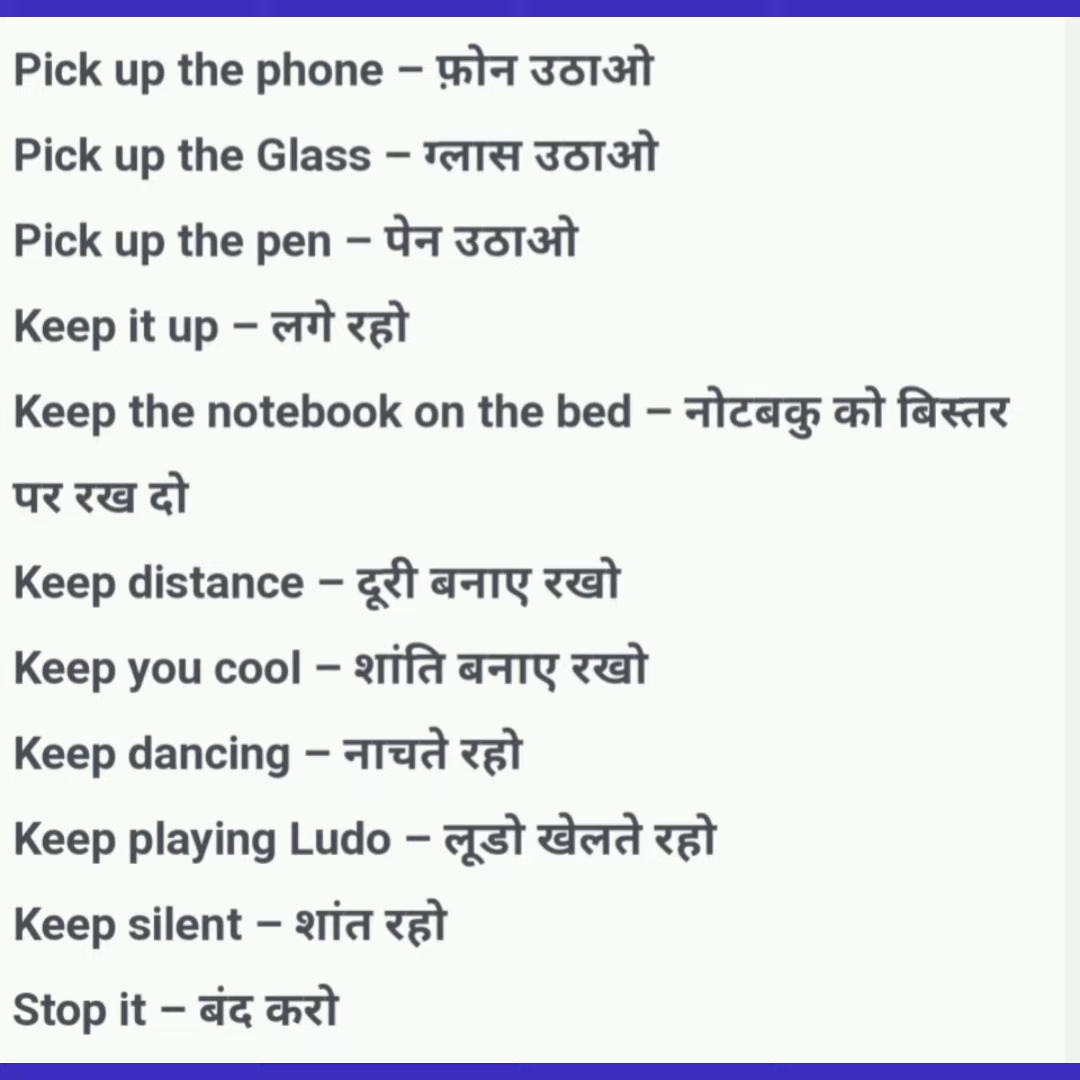 Pick up the phone – फ़ोन उठाओ
Pick up the Glass – ग्लास उठाओ
Pick up the pen – पेन उठाओ
Keep it up – लगे रहो
Keep the notebook on the bed – नोटबकु को बिस्तर
पर रख दो
Keep distance – दूरी बनाए रखो
Keep you cool – शांति बनाए रखो
Keep dancing – नाचते रहो
Keep playing Ludo – लूडो खेलते रहो
Keep silent – शांत रहो
Stop it – बंद करो